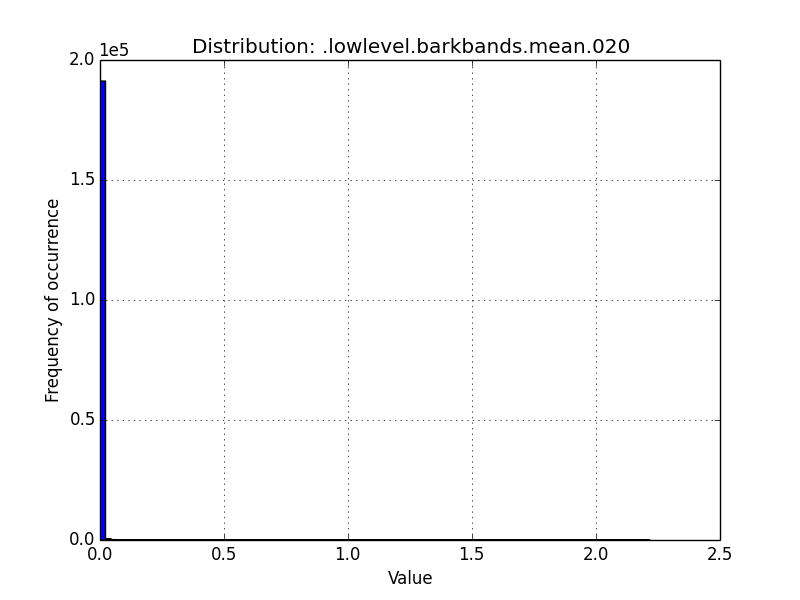 Distribution: .lowlevel.barkbands.mean.020
1e5
2.0
1.5
1.0
0.5
0.0
Frequency of occurrence
0.0 0.5 1.0 1.5 2.0 2.5
Value